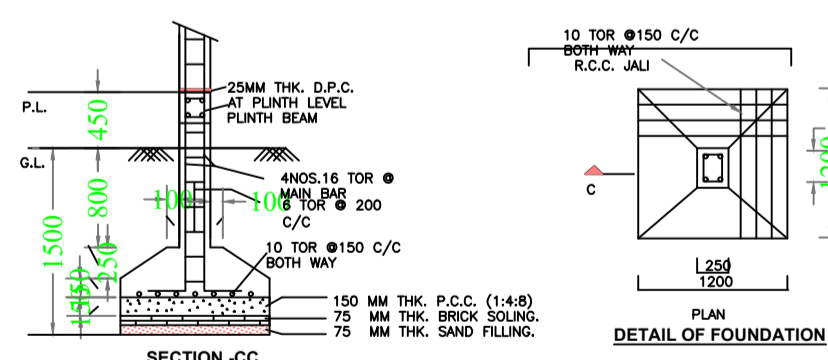 10 TOR @150 C/C
BOTH WAY
R.C.C. JALI
25MM THK. D.P.C.
AT PLINTH LEVEL
PLINTH BEAM
P.L.
450
G.L.
4NOS.16 TOR @
MAIN BAR
6 TOR @ 200
C/C
100
100
800
1500
250
10 TOR @150 C/C
BOTH WAY
150 MM THK. P.C.C. (1:4:8)
75 MM THK. BRICK SOLING.
75 MM THK. SAND FILLING.
SECTION -CC
C
250
1200
PLAN
DETAIL OF FOUNDATION